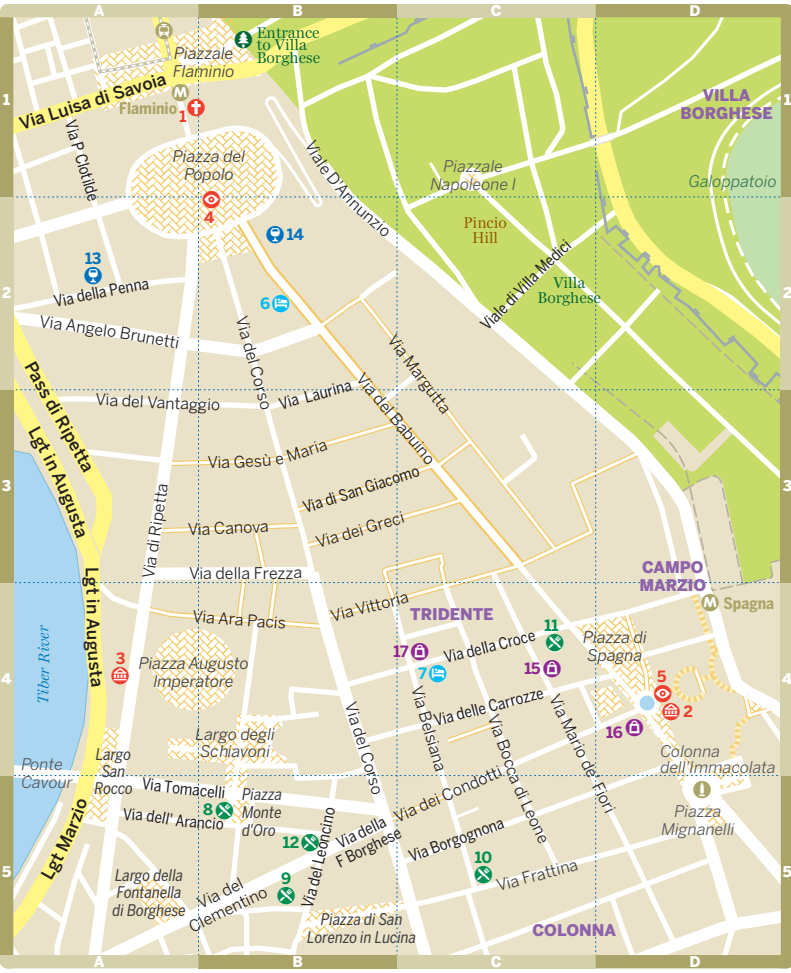 A
B
C
D
1
2
3
4
5
1
2
3
4
5
A
B
C
D
Entrance
to Villa
Borghese
Piazzale
Flaminio
Via Luisa di Savoia
Flaminio
M
1
Via P Clotilde
Piazza del
Popolo
4
Viale D'Annunzio
Piazzale
Napoleone I
VILLA
BORGHESE
Galoppatoio
Pincio
Hill
14
13
Via della Penna
6
Viale di Villa Medici
Villa
Borghese
Via Angelo Brunetti
Via del Corso
Via Margutta
Pass di Ripetta
Via del Vantaggio
Via Laurina
Via del Babuino
Lgt in Augusta
Via Gesù e Maria
Via di San Giacomo
Via di Ripetta
Via Canova
Via dei Greci
Via della Frezza
CAMPO
MARZIO
M
Spagna
Lgt in Augusta
Via Ara Pacis
Via Vittoria
TRIDENTE
Tiber River
3
Piazza Augusto
Imperatore
17
7
Via della Croce
11
15
Piazza di
Spagna
5
2
16
Via Belsiana
Via delle Carrozze
Via Mario de' Fiori
Via Bocca di Leone
Via del Corso
Largo degli
Schiavoni
Colonna
dell'Immacolata
Ponte
Cavour
Largo
San
Rocco
Via Tomacelli
8
Piazza
Monte
d'Oro
Via dell' Arancio
Via dei Condotti
Piazza
Mignanelli
Lgt Marzio
12
Via del Leoncino
Via della
F Borghese
Via Borgognona
10
Via Frattina
9
Largo della
Fontanella
di Borghese
Via del
Clementino
Piazza di San
Lorenzo in Lucina
COLONNA